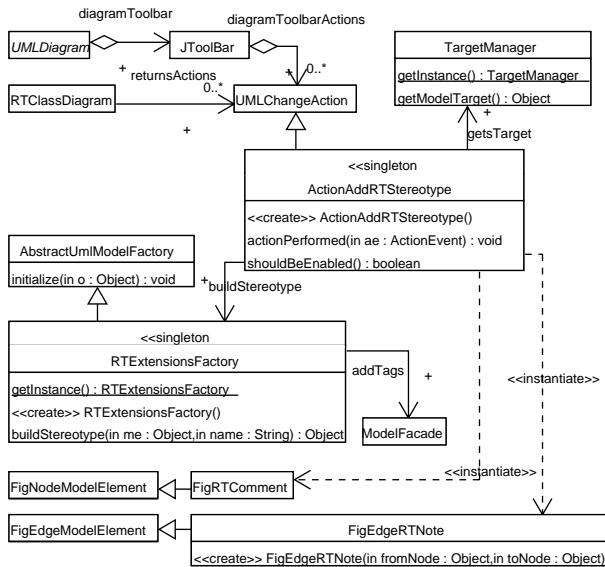 diagramToolbar
diagramToolbarActions
UMLDiagram
JToolBar
TargetManager
+
returnsActions
0..*
+
0..*
getInstance() : TargetManager
getModelTarget() : Object
RTClassDiagram
UMLChangeAction
+
+
getsTarget
<<singleton
ActionAddRTStereotype
<<create>> ActionAddRTStereotype()
actionPerformed(in ae : ActionEvent) : void
shouldBeEnabled() : boolean
AbstractUmlModelFactory
initialize(in o : Object) : void
+
buildStereotype
<<singleton
RTExtensionsFactory
getInstance() : RTExtensionsFactory
<<create>> RTExtensionsFactory()
buildStereotype(in me : Object,in name : String) : Object
addTags
+
<<instantiate>>
ModelFacade
<<instantiate>>
FigNodeModelElement
FigRTComment
FigEdgeModelElement
FigEdgeRTNote
<<create>> FigEdgeRTNote(in fromNode : Object,in toNode : Object)